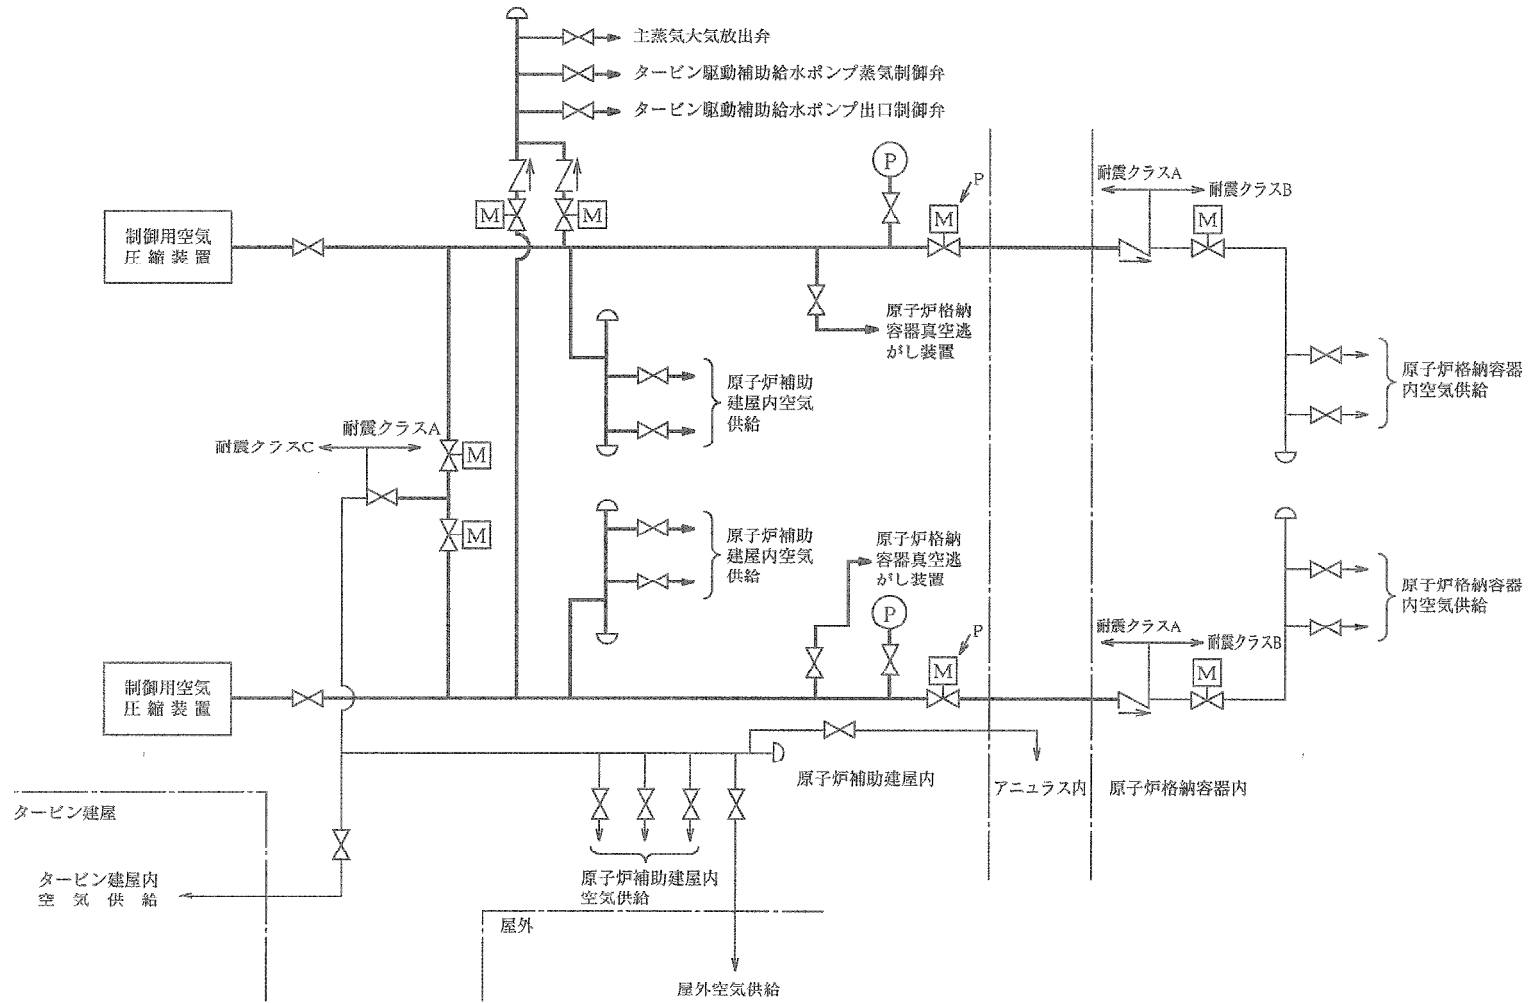 主蒸気大気放出弁
タービン駆動補助給水ポンプ蒸気制御弁
タービン駆動補助給水ポンプ出口制御弁
P
P
耐震クラスA
耐震クラスB
M
M
M
M
制御用空気
圧縮装置
原子炉格納
容器真空逃
がし装置
原子炉補助
建屋内空気
供給
原子炉格納容器
内空気供給
耐震クラスC
耐震クラスA
M
M
原子炉補助
建屋内空気
供給
原子炉格納
容器真空逃
がし装置
原子炉格納容器
内空気供給
P
P
耐震クラスA
耐震クラスB
M
M
制御用空気
圧縮装置
原子炉補助建屋内
アニュラス内
原子炉格納容器内
タービン建屋
タービン建屋内
空気供給
原子炉補助建屋内
空気供給
屋外
屋外空気供給